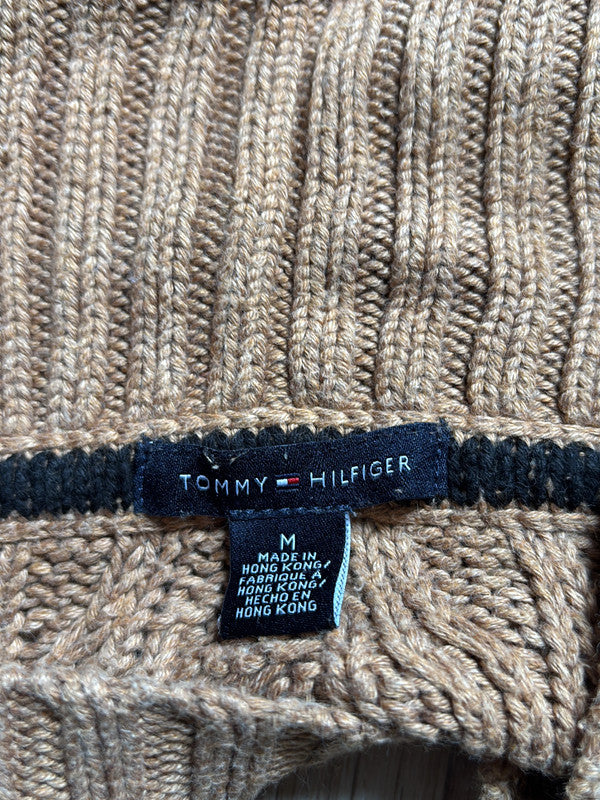 TOMMY HILFIGER
M
MADE IN
HONG KONG/
FABRIQUÉ À
HONG KONG/
HECHO EN
HONG KONG